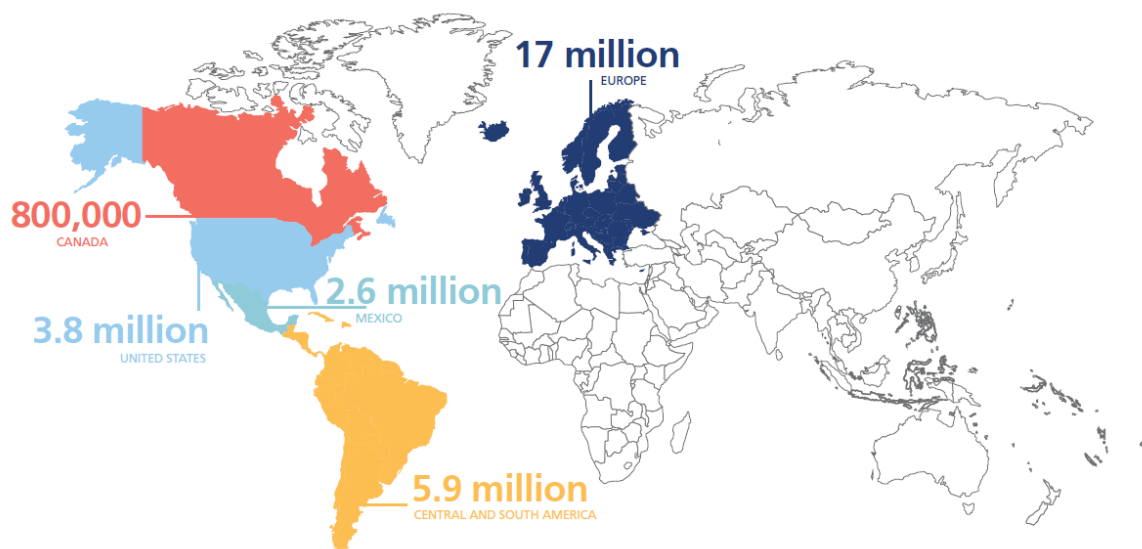 17 million
EUROPE
800,000
CANADA
2.6 million
MEXICO
3.8 million
UNITED STATES
5.9 million
CENTRAL AND SOUTH AMERICA